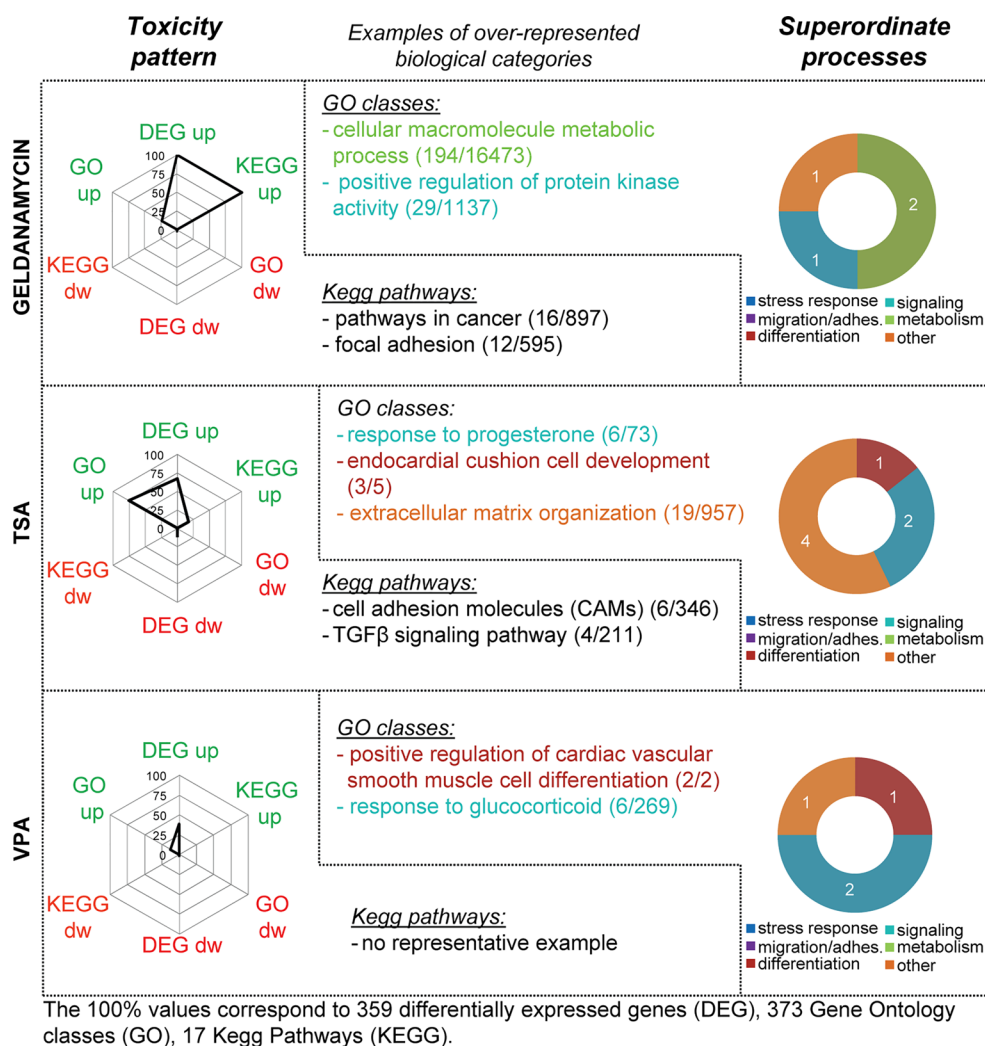 Toxicity
pattern
Examples of over-represented
biological categories
Superordinate
processes
GELDANAMYCIN
DEG up
KEGG
up
GO
dw
DEG dw
KEGG
dw
GO
up
100
75
50
25
0
GO classes:
- cellular macromolecule metabolic
process (194/16473)
- positive regulation of protein kinase
activity (29/1137)
Kegg pathways:
- pathways in cancer (16/897)
- focal adhesion (12/595)
1
2
1
stress response
signaling
migration/adhes.
metabolism
differentiation
other
TSA
DEG up
KEGG
up
GO
dw
DEG dw
KEGG
dw
GO
up
100
75
50
25
0
GO classes:
- response to progesterone (6/73)
- endocardial cushion cell development
(3/5)
- extracellular matrix organization (19/957)
Kegg pathways:
- cell adhesion molecules (CAMs) (6/346)
- TGFβ signaling pathway (4/211)
1
2
4
stress response
signaling
migration/adhes.
metabolism
differentiation
other
VPA
DEG up
KEGG
up
GO
dw
DEG dw
KEGG
dw
GO
up
100
75
50
25
0
GO classes:
- positive regulation of cardiac vascular
smooth muscle cell differentiation (2/2)
- response to glucocorticoid (6/269)
Kegg pathways:
- no representative example
1
1
2
stress response
signaling
migration/adhes.
metabolism
differentiation
other
The 100% values correspond to 359 differentially expressed genes (DEG), 373 Gene Ontology
classes (GO), 17 Kegg Pathways (KEGG).